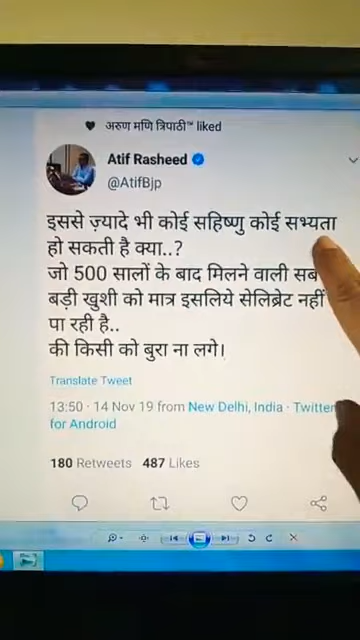 अरुण मणि त्रिपाठी™ liked
Atif Rasheed
@AtifBjp
इससे ज़्यादे भी कोई सहिष्णु कोई सभ्यता
हो सकती है क्या..?
जो 500 सालों के बाद मिलने वाली सब
बड़ी खुशी को मात्र इसलिये सेलिब्रेट नहीं
पा रही है..
की किसी को बुरा ना लगे।
Translate Tweet
13:50 · 14 Nov 19 from New Delhi, India · Twitter
for Android
180 Retweets 487 Likes